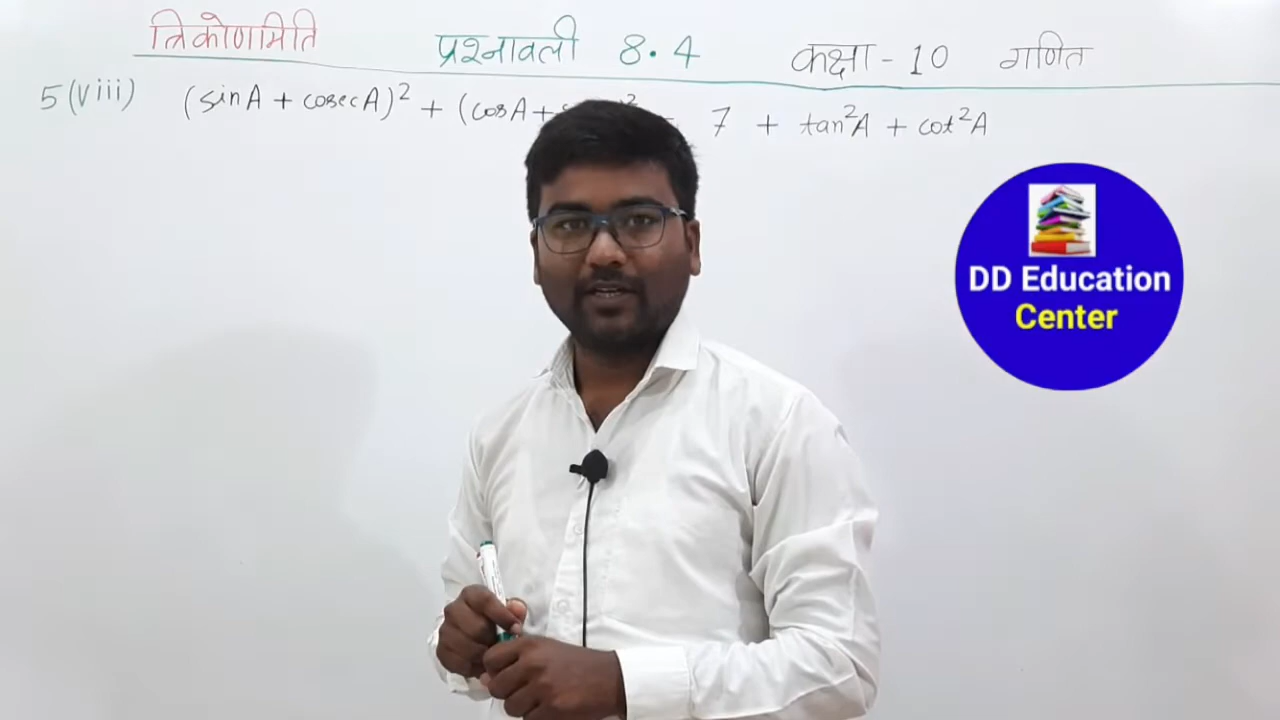 त्रिकोणमिति प्रश्नावली 8.4 कक्षा - 10 गणित
5(viii) (sinA + cosecA)² + (cosA + 7 + tan²A + cot²A
DD Education
Center